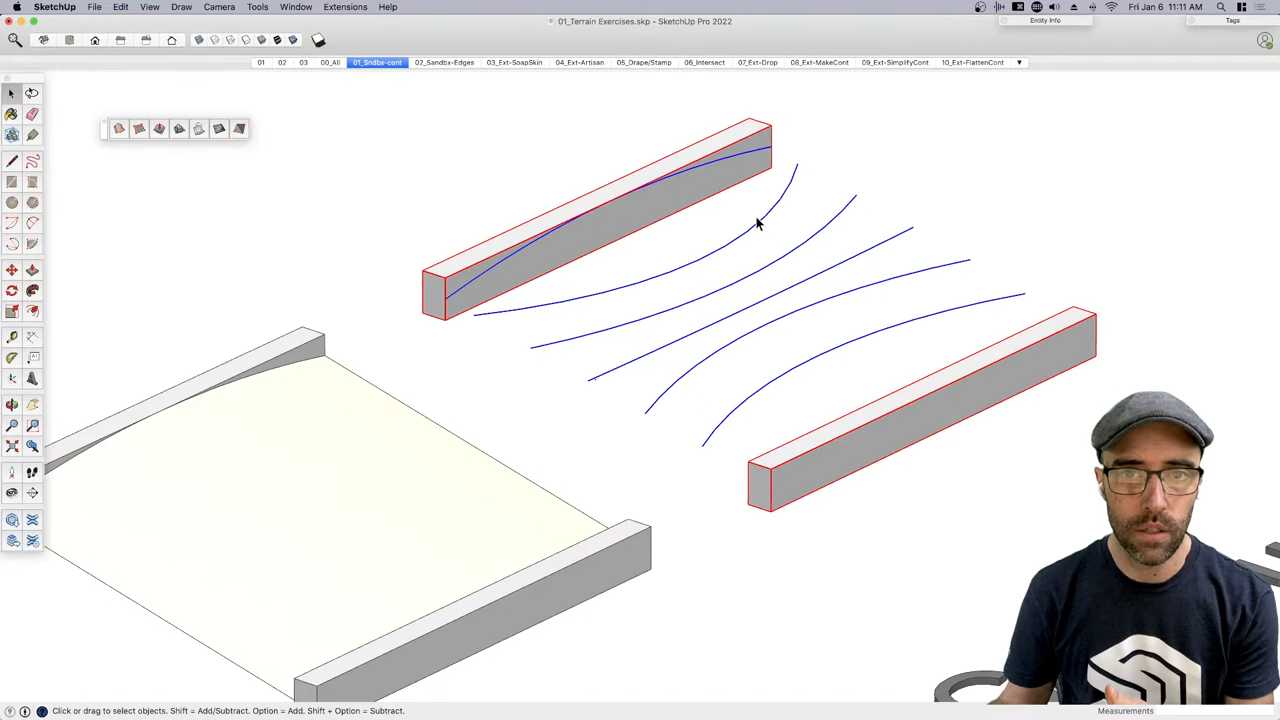 SketchUp File Edit View Draw Camera Tools Window Extensions Help
Fri Jan 6 11:11 AM
01_Terrain Exercises.skp - SketchUp Pro 2022
Entity Info
Tags
01 02 03 00_All 01_Sndbx-cont 02_Sandbx-Edges 03_Ext-SoapSkin 04_Ext-Artisan 05_Drape/Stamp 06_Intersect 07_Ext-Drop 08_Ext-MakeCont 09_Ext-SimplifyCont 10_Ext-FlattenCont
Click or drag to select objects. Shift = Add/Subtract. Option = Add. Shift + Option = Subtract.
Measurements